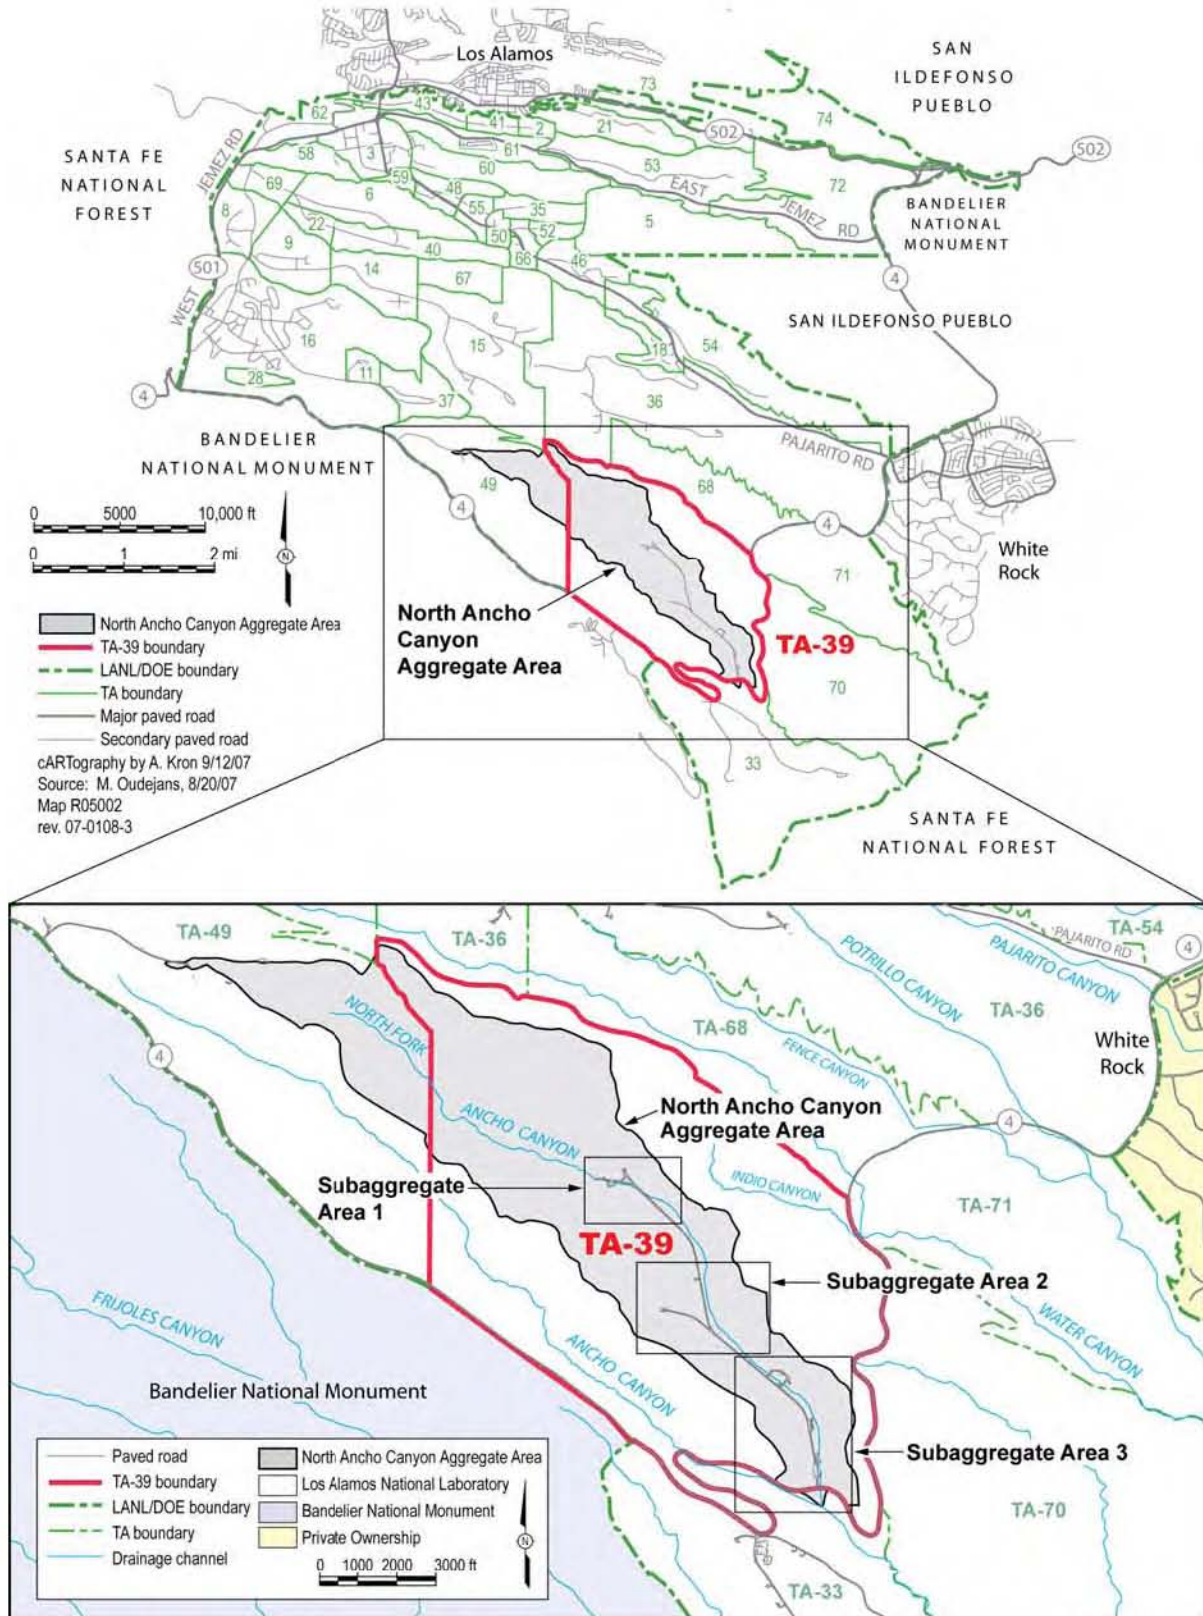 Los Alamos
SAN
ILDEFONSO
PUEBLO
73
74
62
43
41
2
21
502
502
SANTA FE
NATIONAL
FOREST
JEMEZ RD
58
3
61
53
72
59
60
EAST
JEMEZ
RD
BANDELIER
NATIONAL
MONUMENT
69
6
48
8
22
55
35
5
9
50
52
40
66
46
4
501
14
67
WEST
SAN ILDEFONSO PUEBLO
16
15
18
54
28
11
4
37
36
BANDELIER
NATIONAL MONUMENT
PAJARITO RD
49
68
4
4
0 5000 10,000 ft
0 1 2 mi
N
White
Rock
71
North Ancho
Canyon
Aggregate Area
TA-39
70
33
North Ancho Canyon Aggregate Area
TA-39 boundary
LANL/DOE boundary
TA boundary
Major paved road
Secondary paved road
cARTography by A. Kron 9/12/07
Source: M. Oudejans, 8/20/07
Map R05002
rev. 07-0108-3
SANTA FE
NATIONAL FOREST
TA-49
TA-36
POTRILLO CANYON
PAJARITO RD
TA-54
PAJARITO CANYON
4
NORTH FORK
TA-68
TA-36
FENCE CANYON
White
Rock
4
North Ancho Canyon
Aggregate Area
4
ANCHO CANYON
INDIO CANYON
Subaggregate
Area 1
TA-71
TA-39
Subaggregate Area 2
FRIJOLES CANYON
ANCHO CANYON
WATER CANYON
Bandelier National Monument
Subaggregate Area 3
TA-70
TA-33
Paved road
TA-39 boundary
LANL/DOE boundary
TA boundary
Drainage channel
North Ancho Canyon Aggregate Area
Los Alamos National Laboratory
Bandelier National Monument
Private Ownership
0 1000 2000 3000 ft
N